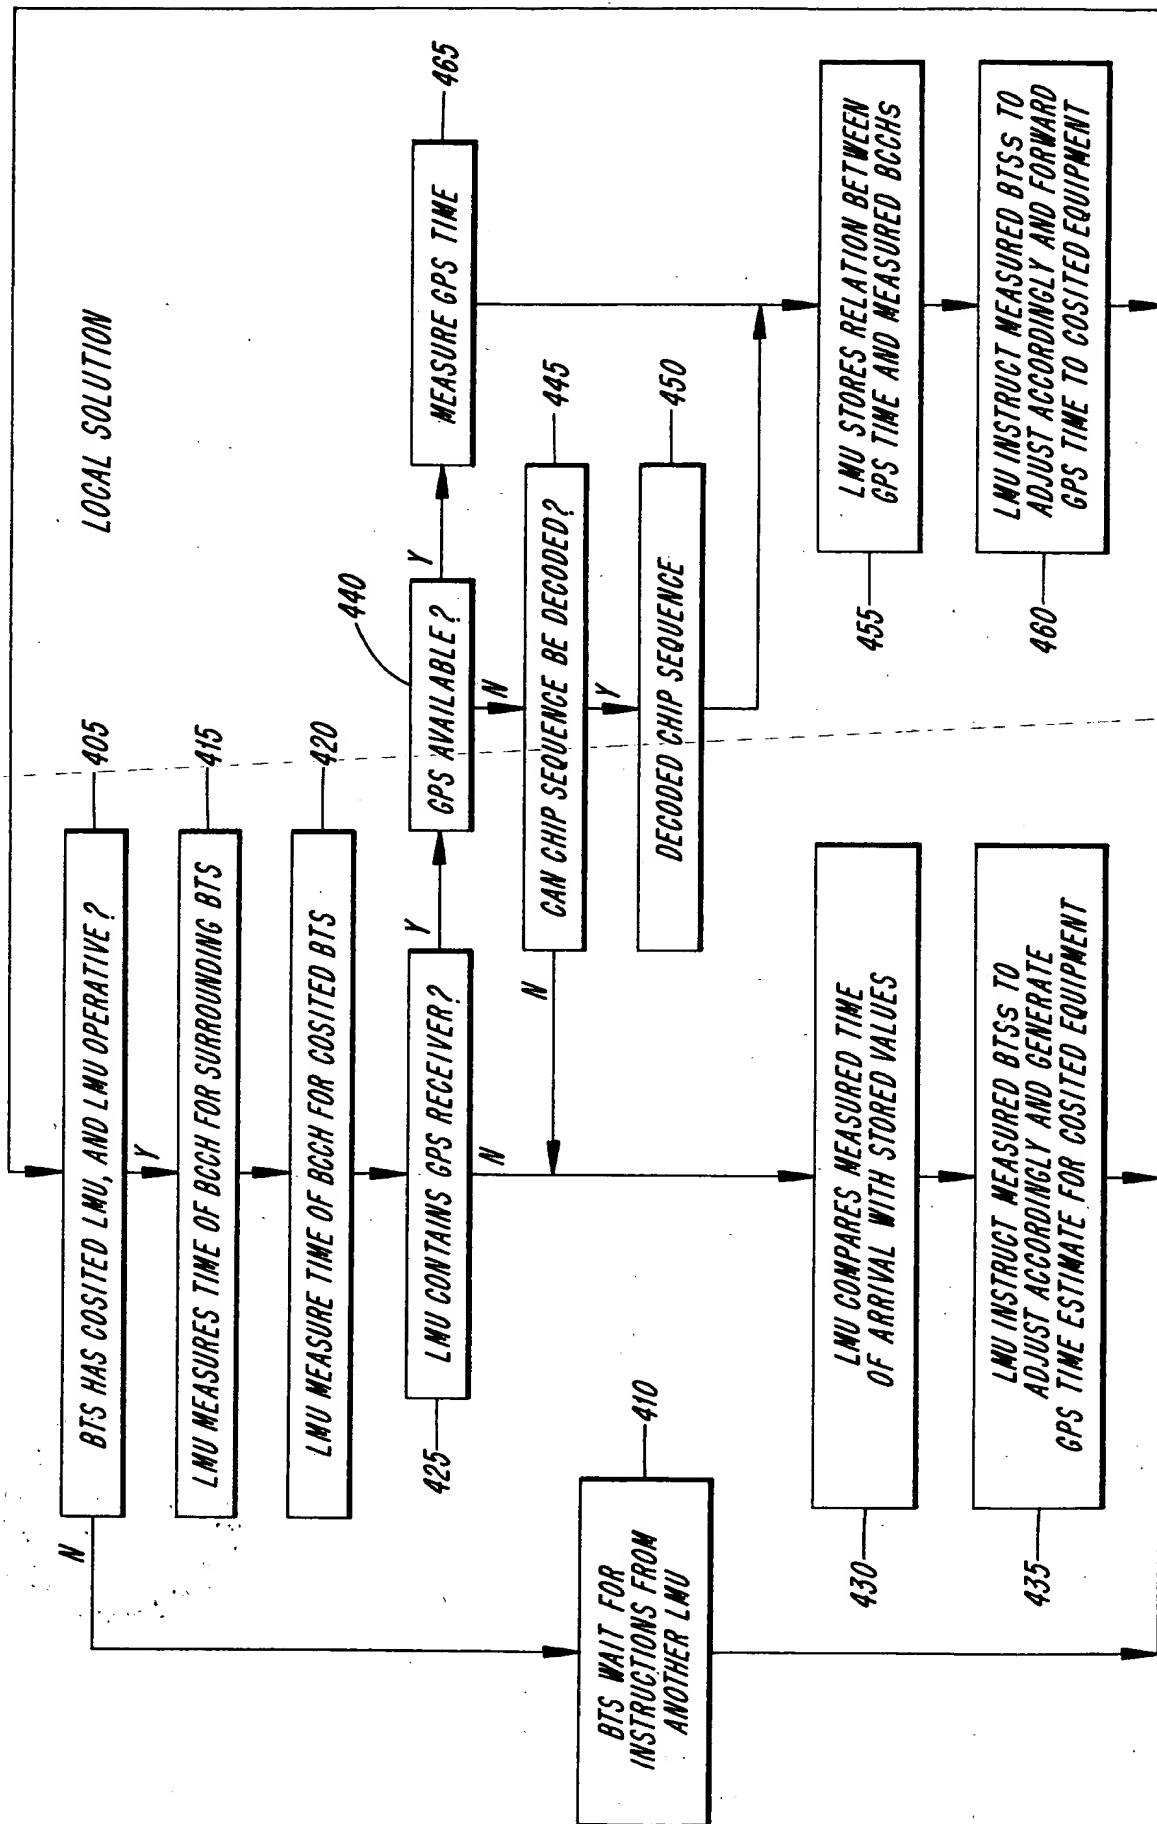 LOCAL SOLUTION
BTS HAS COSITED LMU, AND LMU OPERATIVE?
405
N
Y
LMU MEASURES TIME OF BCCH FOR SURROUNDING BTS
415
LMU MEASURE TIME OF BCCH FOR COSITED BTS
420
LMU CONTAINS GPS RECEIVER?
425
Y
N
GPS AVAILABLE?
440
Y
N
MEASURE GPS TIME
465
CAN CHIP SEQUENCE BE DECODED?
445
N
Y
DECODED CHIP SEQUENCE
450
BTS WAIT FOR
INSTRUCTIONS FROM
ANOTHER LMU
410
LMU COMPARES MEASURED TIME
OF ARRIVAL WITH STORED VALUES
430
LMU STORES RELATION BETWEEN
GPS TIME AND MEASURED BCCHS
455
LMU INSTRUCT MEASURED BTSS TO
ADJUST ACCORDINGLY AND GENERATE
GPS TIME ESTIMATE FOR COSITED EQUIPMENT
435
LMU INSTRUCT MEASURED BTSS TO
ADJUST ACCORDINGLY AND FORWARD
GPS TIME TO COSITED EQUIPMENT
460